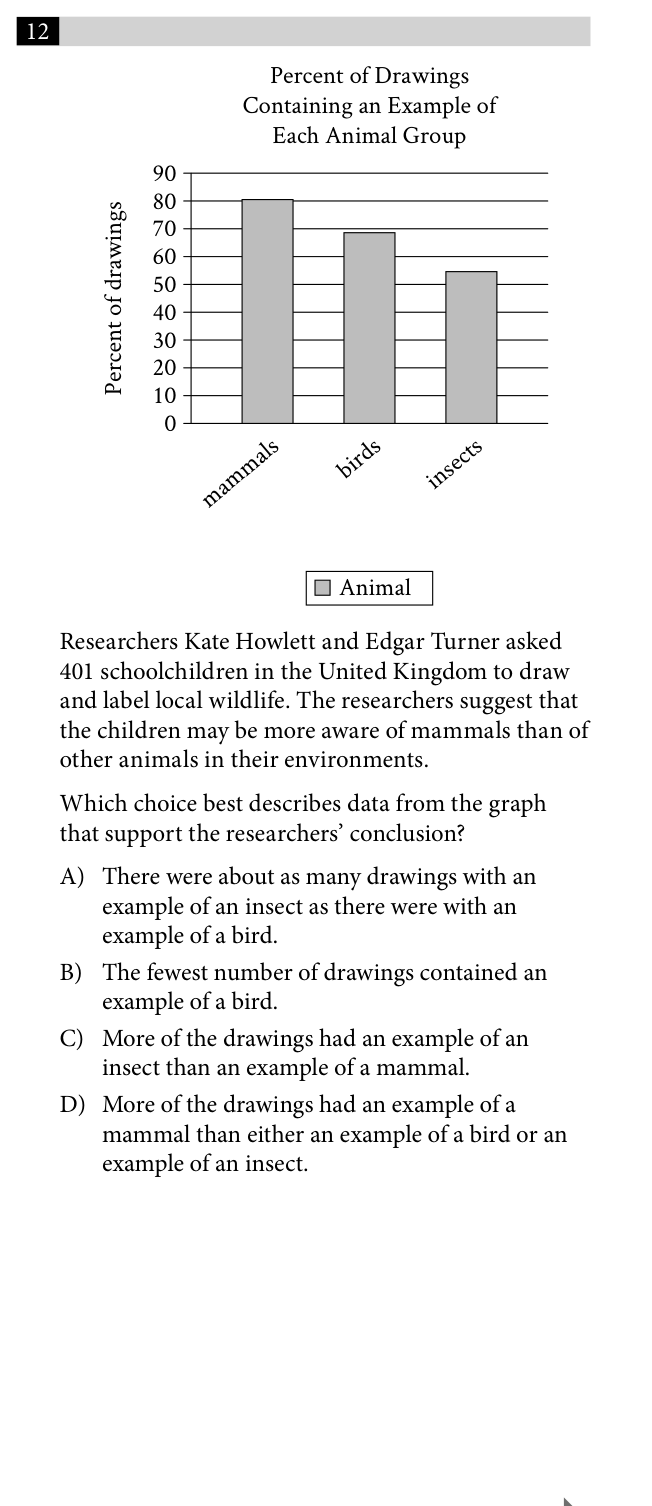 12
Percent of Drawings
Containing an Example of
Each Animal Group
Percent of drawings
90
80
70
60
50
40
30
20
10
0
mammals
birds
insects
Animal
Researchers Kate Howlett and Edgar Turner asked
401 schoolchildren in the United Kingdom to draw
and label local wildlife. The researchers suggest that
the children may be more aware of mammals than of
other animals in their environments.
Which choice best describes data from the graph
that support the researchers’ conclusion?
A) There were about as many drawings with an
example of an insect as there were with an
example of a bird.
B) The fewest number of drawings contained an
example of a bird.
C) More of the drawings had an example of an
insect than an example of a mammal.
D) More of the drawings had an example of a
mammal than either an example of a bird or an
example of an insect.